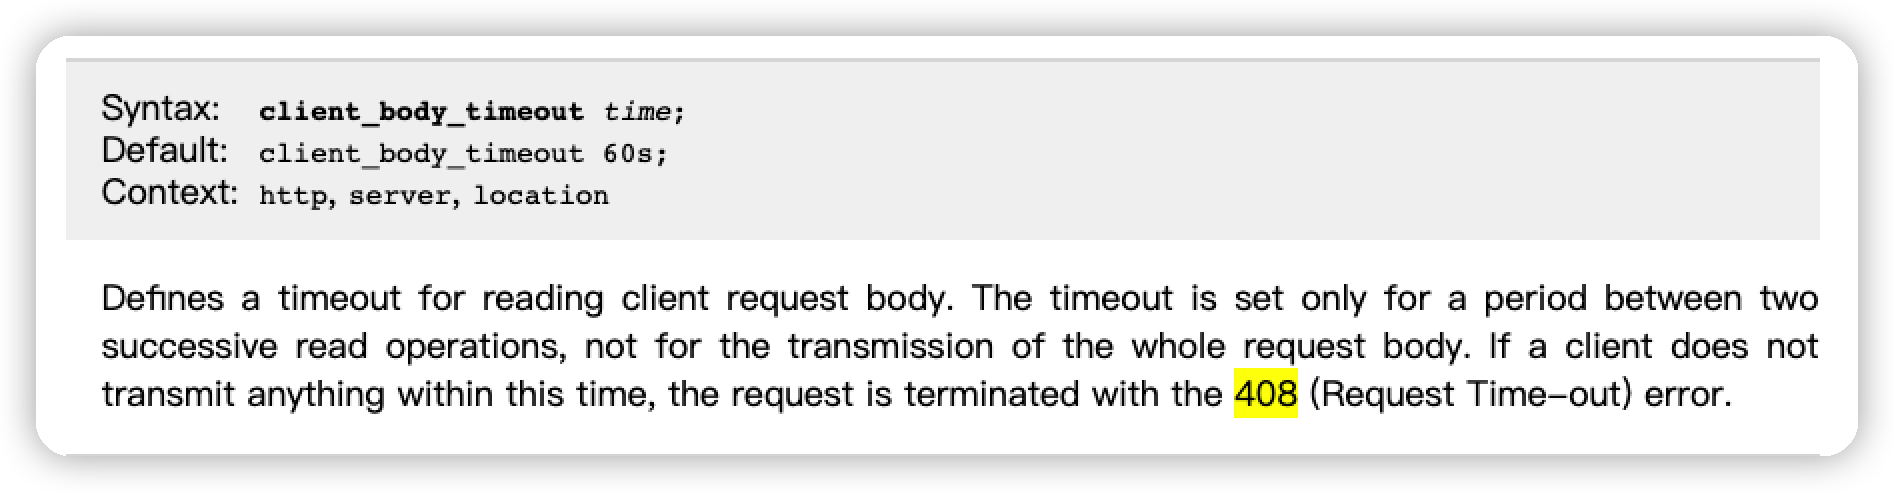 Syntax: client_body_timeout time;
Default: client_body_timeout 60s;
Context: http, server, location
Defines a timeout for reading client request body. The timeout is set only for a period between two
successive read operations, not for the transmission of the whole request body. If a client does not
transmit anything within this time, the request is terminated with the 408 (Request Time-out) error.